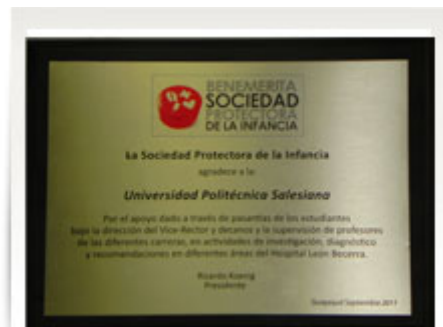 BENEMERITA
SOCIEDAD
PROTECTORA
DE LA INFANCIA
La Sociedad Protectora de la Infancia
agradece a la
Universidad Politécnica Salesiana
Por el apoyo dado a través de pasantías de los estudiantes
bajo la dirección del Vice-Rector y decanos y la supervisión de profesores
de las diferentes carreras, en actividades de investigación, diagnóstico
y recomendaciones en diferentes áreas del Hospital León Becerra.
Ricardo Koenig
Presidente
Septiembre 2011